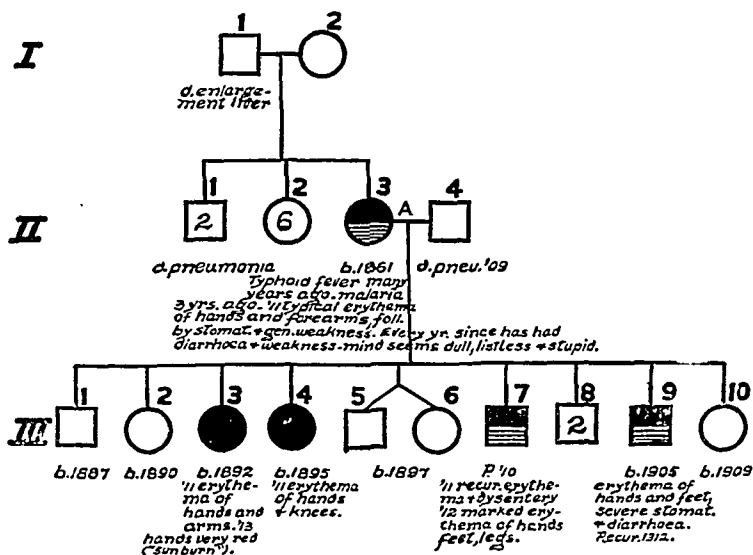 I
1
2
d. enlarge-
ment liver
II
1
2
3
4
2
6
A
d. pneumonia
b. 1861
d. pneu. '09
Typhoid fever many
years ago. malaria
3 yrs. ago. '11 typical erythema
of hands and forearms, foll.
by stomat. + gen. weakness. Every yr. since has had
diarrhoea + weakness-mind seems dull, listless + stupid.
III
1
2
3
4
5
6
7
8
9
10
2
b. 1887
b. 1890
b. 1892
'11 erythe-
ma of
hands and
arms. '13
hands very red
("sunburn").
b. 1895
'11 erythema
of hands
+ knees.
b. 1897
P. '10
'11 recur. erythe-
ma + dysentery
'12 marked ery-
thema of hands
feet, legs.
b. 1905
erythema of
hands and feet,
severe stomat.
+ diarrhoea.
Recur. 1312.
b. 1909